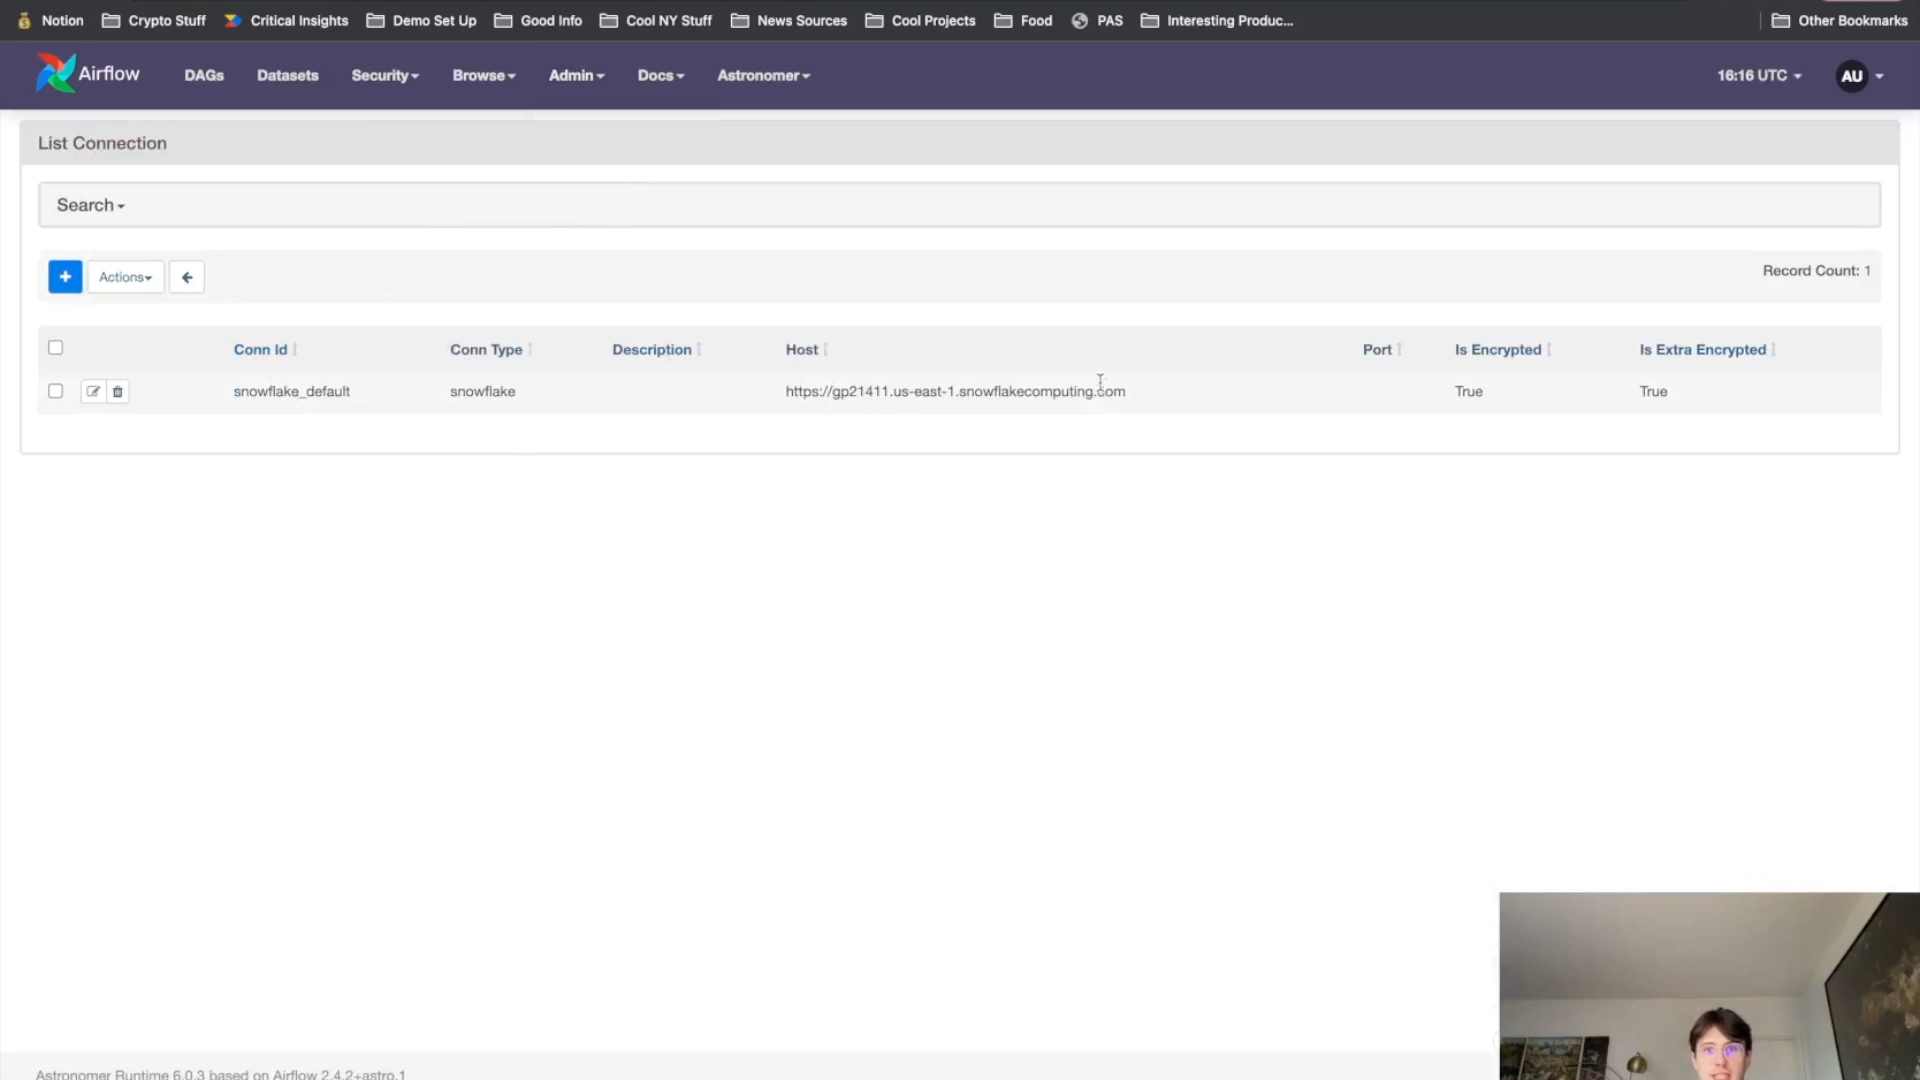 Notion Crypto Stuff Critical Insights Demo Set Up Good Info Cool NY Stuff News Sources Cool Projects Food PAS Interesting Produc... Other Bookmarks
Airflow DAGs Datasets Security Browse Admin Docs Astronomer 16:16 UTC AU
List Connection
Search
+ Actions Record Count: 1
Conn Id Conn Type Description Host Port Is Encrypted Is Extra Encrypted
snowflake_default snowflake https://gp21411.us-east-1.snowflakecomputing.com True True
Astronomer Runtime 6.0.3 based on Airflow 2.4.2+astro.1